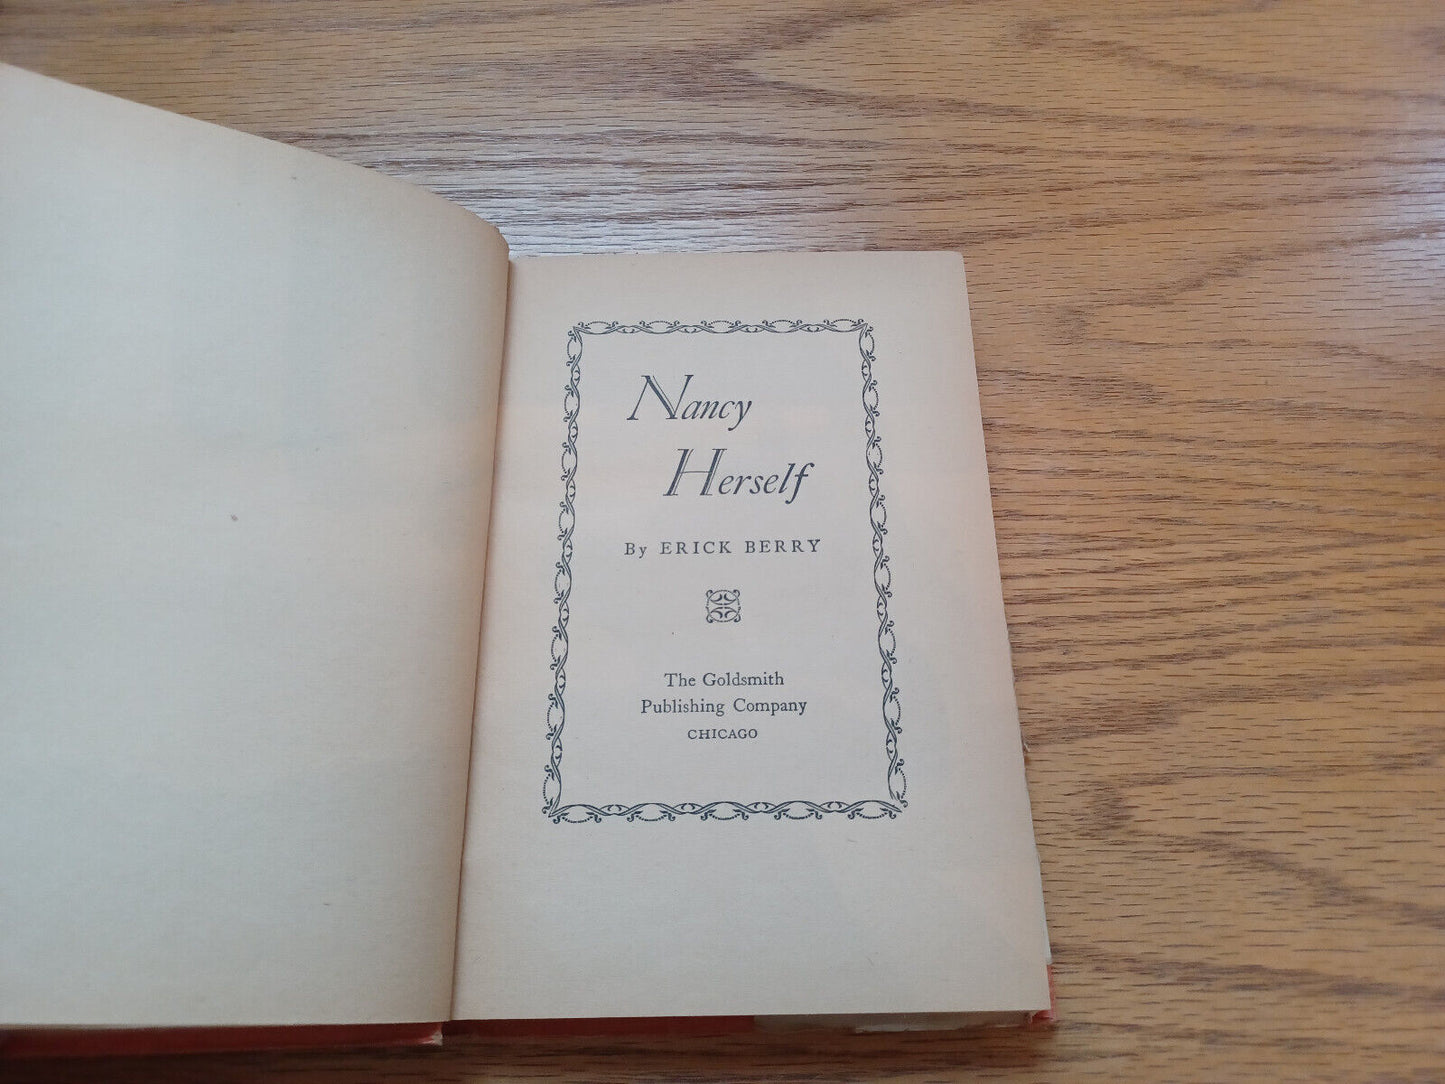 Nancy
Herself
By ERICK BERRY
The Goldsmith
Publishing Company
CHICAGO